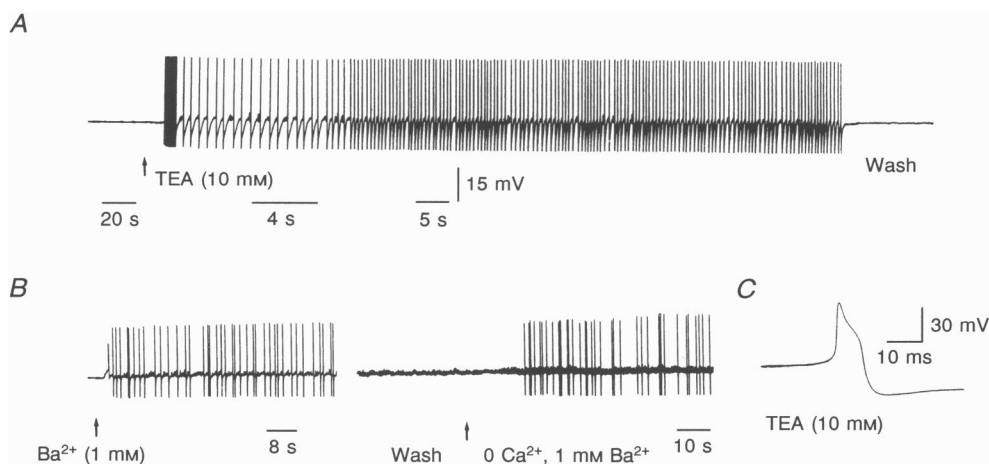 A
TEA (10 mM)
15 mV
Wash
20 s
4 s
5 s
B
C
30 mV
10 ms
TEA (10 mM)
Ba²⁺ (1 mM)
8 s
Wash
0 Ca²⁺, 1 mM Ba²⁺
10 s